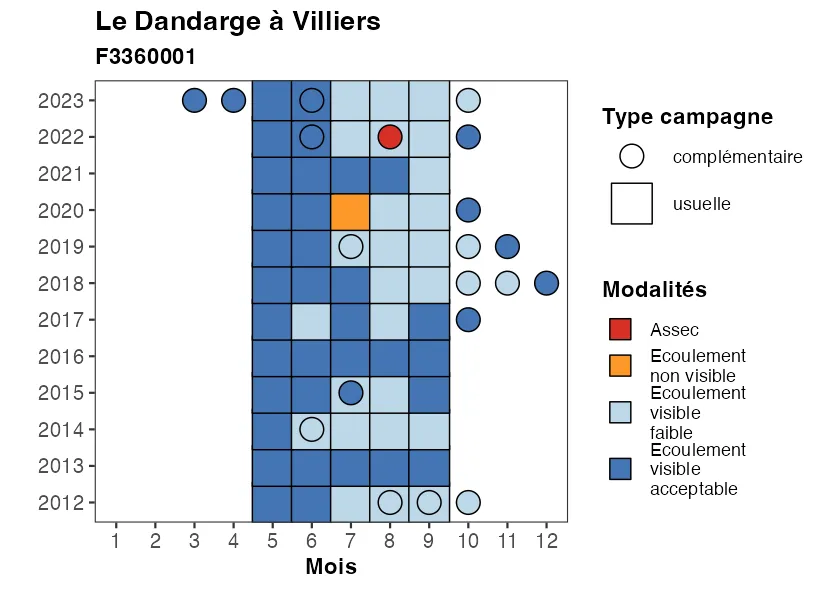 Le Dandarge à Villiers
F3360001
2023
2022
2021
2020
2019
2018
2017
2016
2015
2014
2013
2012
1 2 3 4 5 6 7 8 9 10 11 12
Mois
Type campagne
complémentaire
usuelle
Modalités
Assec
Ecoulement
non visible
Ecoulement
visible
faible
Ecoulement
visible
acceptable